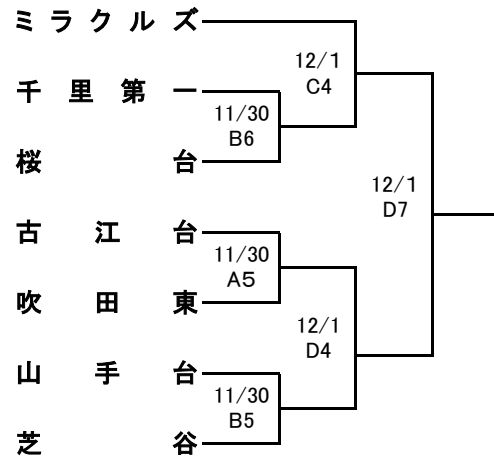 ミラクルズ
12/1
C4
千里第一
11/30
B6
桜台
12/1
D7
古江台
11/30
A5
吹田東
12/1
D4
山手台
11/30
B5
芝谷